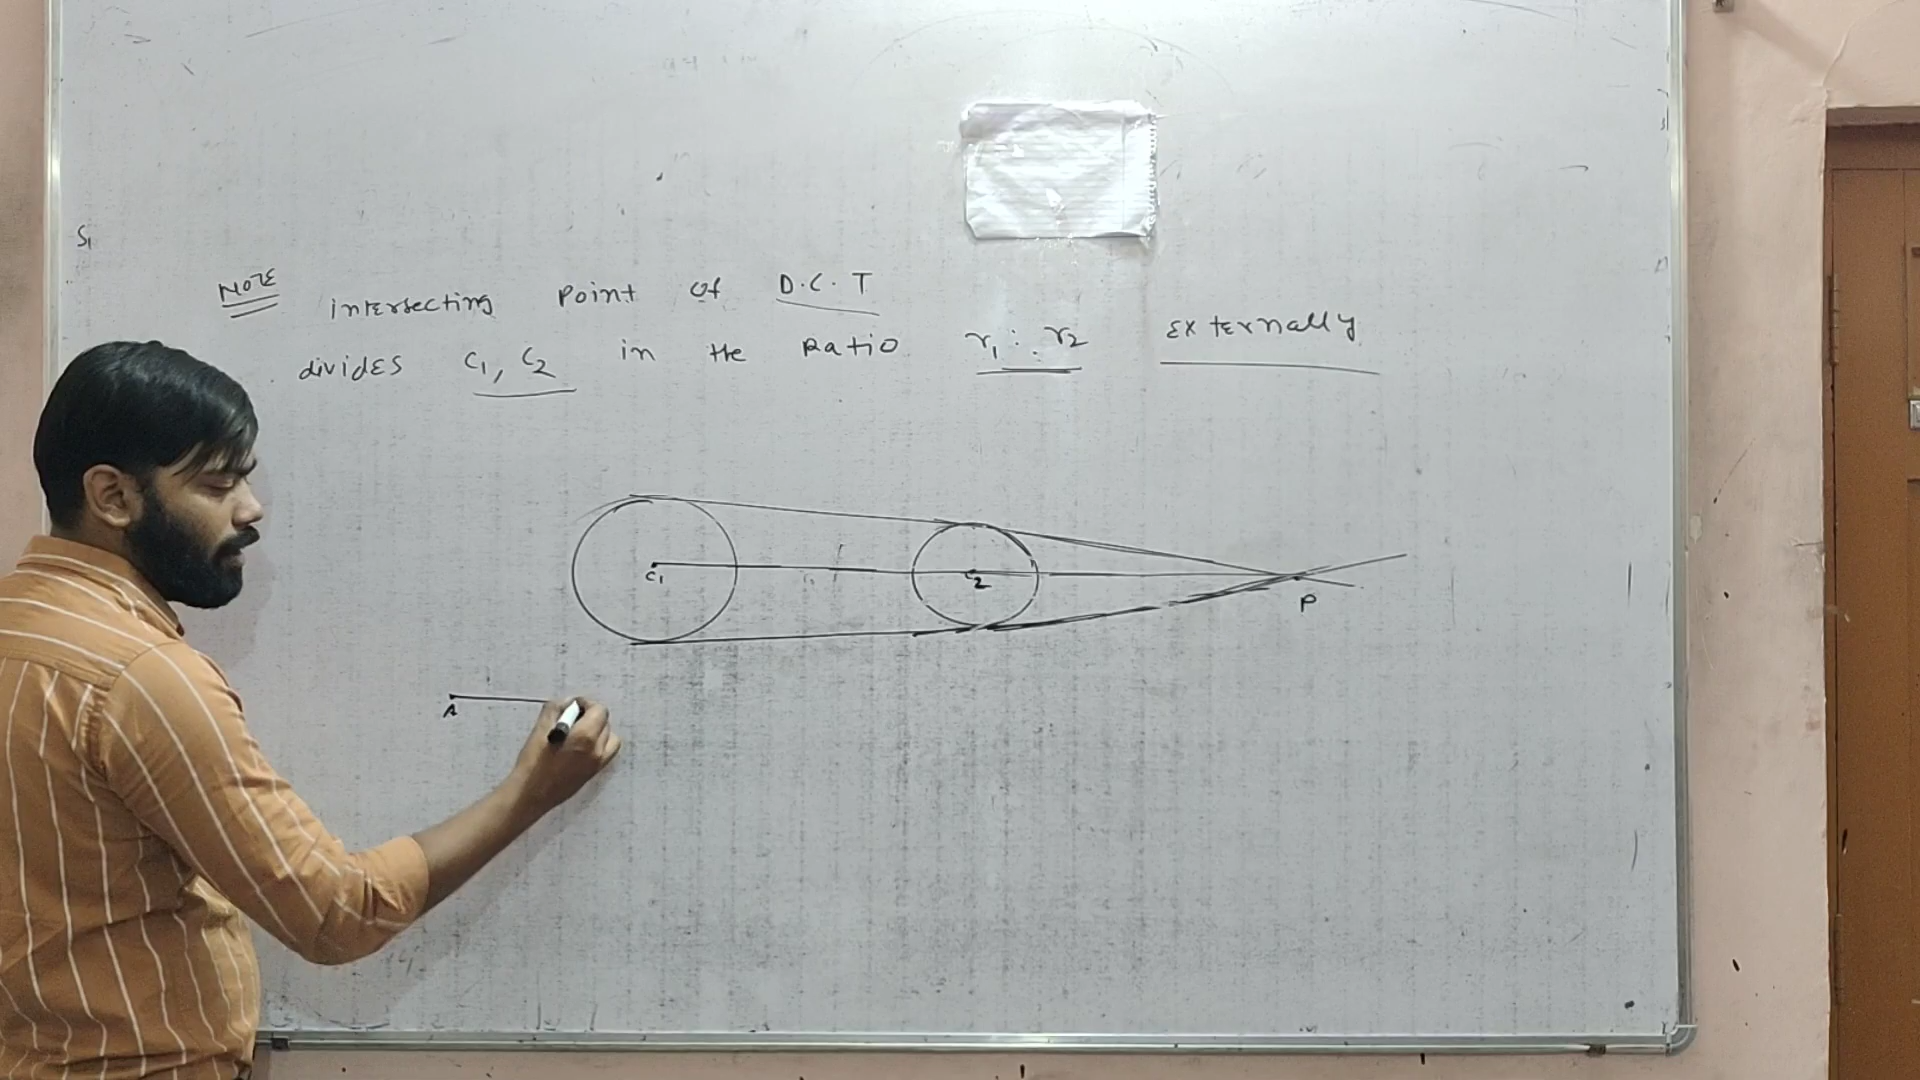 S1
NOTE intersecting Point of D.C.T
divides C1, C2 in the Ratio r1 : r2 externally
C1
C2
P
A